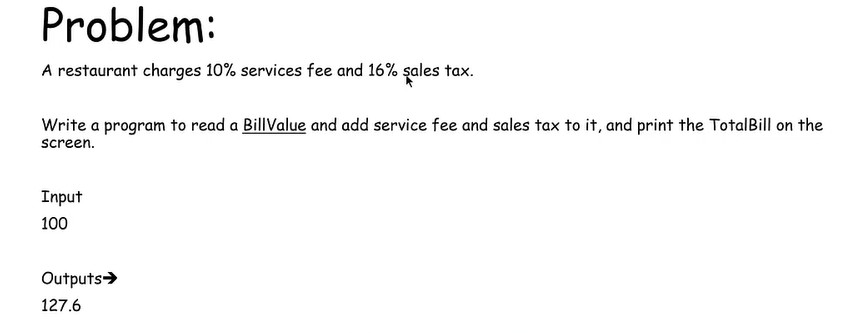 Problem:
A restaurant charges 10% services fee and 16% sales tax.
Write a program to read a BillValue and add service fee and sales tax to it, and print the TotalBill on the
screen.
Input
100
Outputs➔
127.6